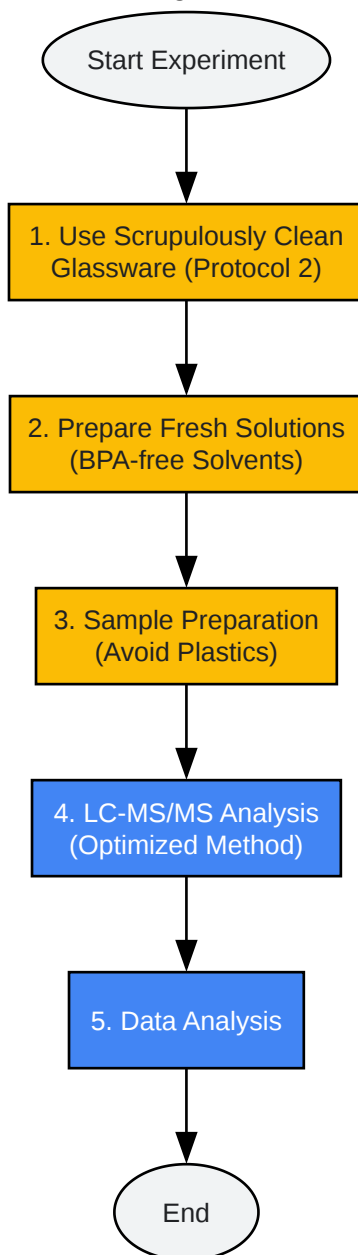 Start Experiment
1. Use Scrupulously Clean
Glassware (Protocol 2)
2. Prepare Fresh Solutions
(BPA-free Solvents)
3. Sample Preparation
(Avoid Plastics)
4. LC-MS/MS Analysis
(Optimized Method)
5. Data Analysis
End